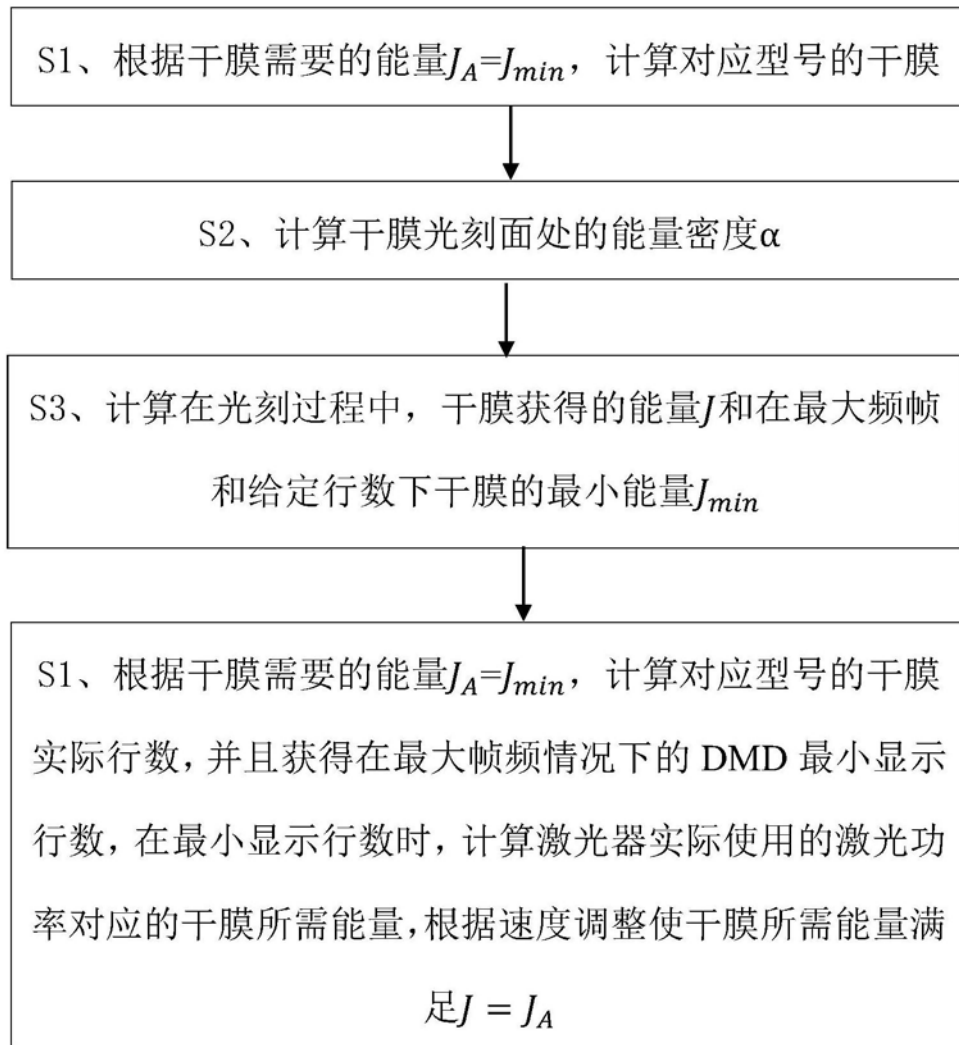 S1、根据干膜需要的能量J_A=J_min，计算对应型号的干膜
S2、计算干膜光刻面处的能量密度α
S3、计算在光刻过程中，干膜获得的能量J和在最大频帧
和给定行数下干膜的最小能量J_min
S1、根据干膜需要的能量J_A=J_min，计算对应型号的干膜
实际行数，并且获得在最大帧频情况下的 DMD 最小显示
行数，在最小显示行数时，计算激光器实际使用的激光功
率对应的干膜所需能量，根据速度调整使干膜所需能量满
足J = J_A